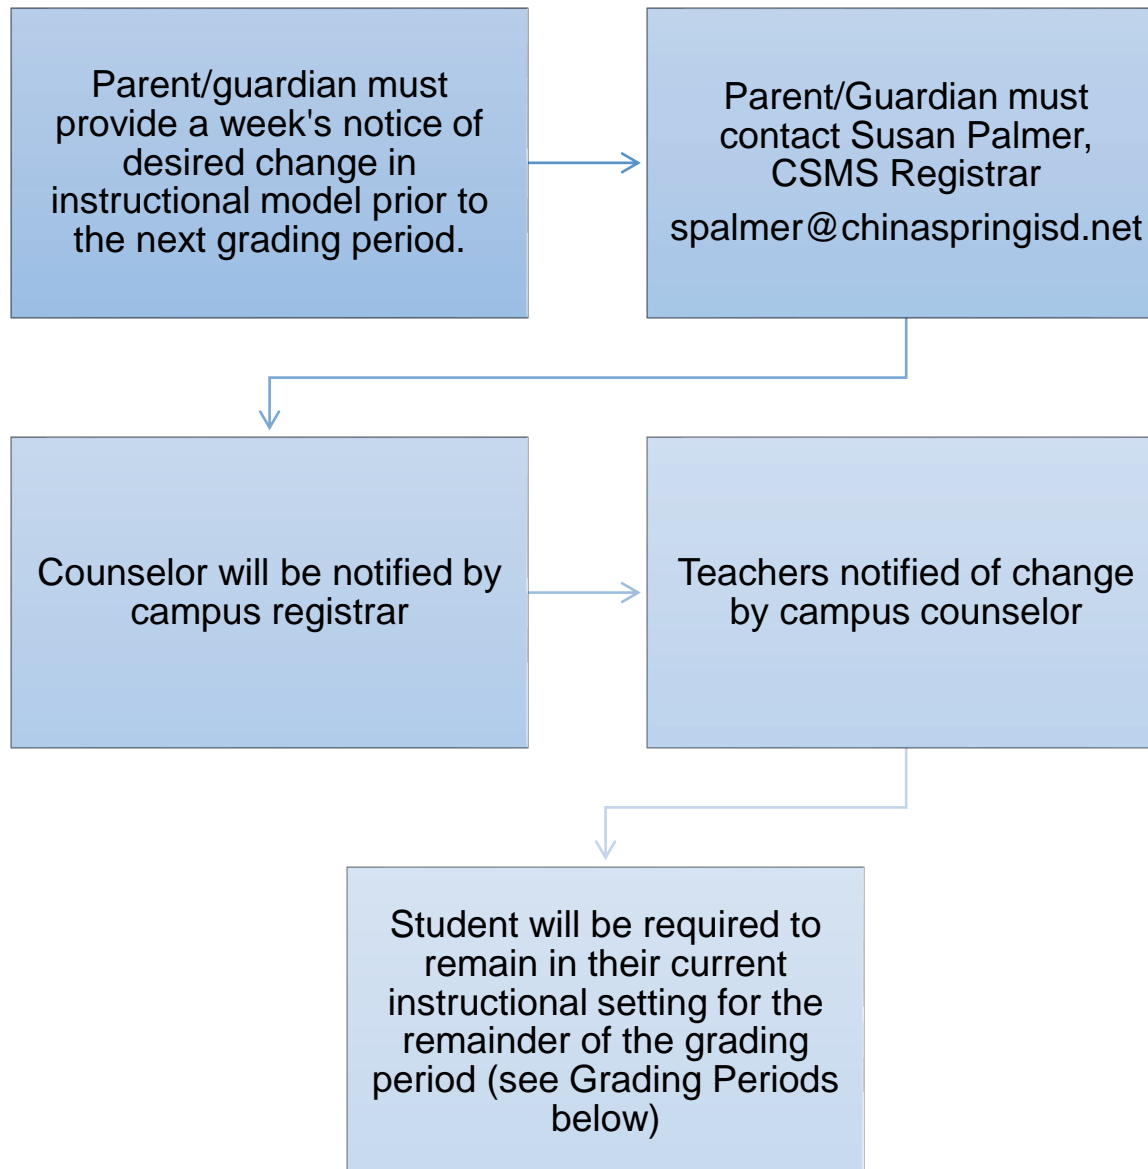 Parent/guardian must
provide a week's notice of
desired change in
instructional model prior to
the next grading period.
Parent/Guardian must
contact Susan Palmer,
CSMS Registrar
spalmer@chinaspringisd.net
Counselor will be notified by
campus registrar
Teachers notified of change
by campus counselor
Student will be required to
remain in their current
instructional setting for the
remainder of the grading
period (see Grading Periods
below)